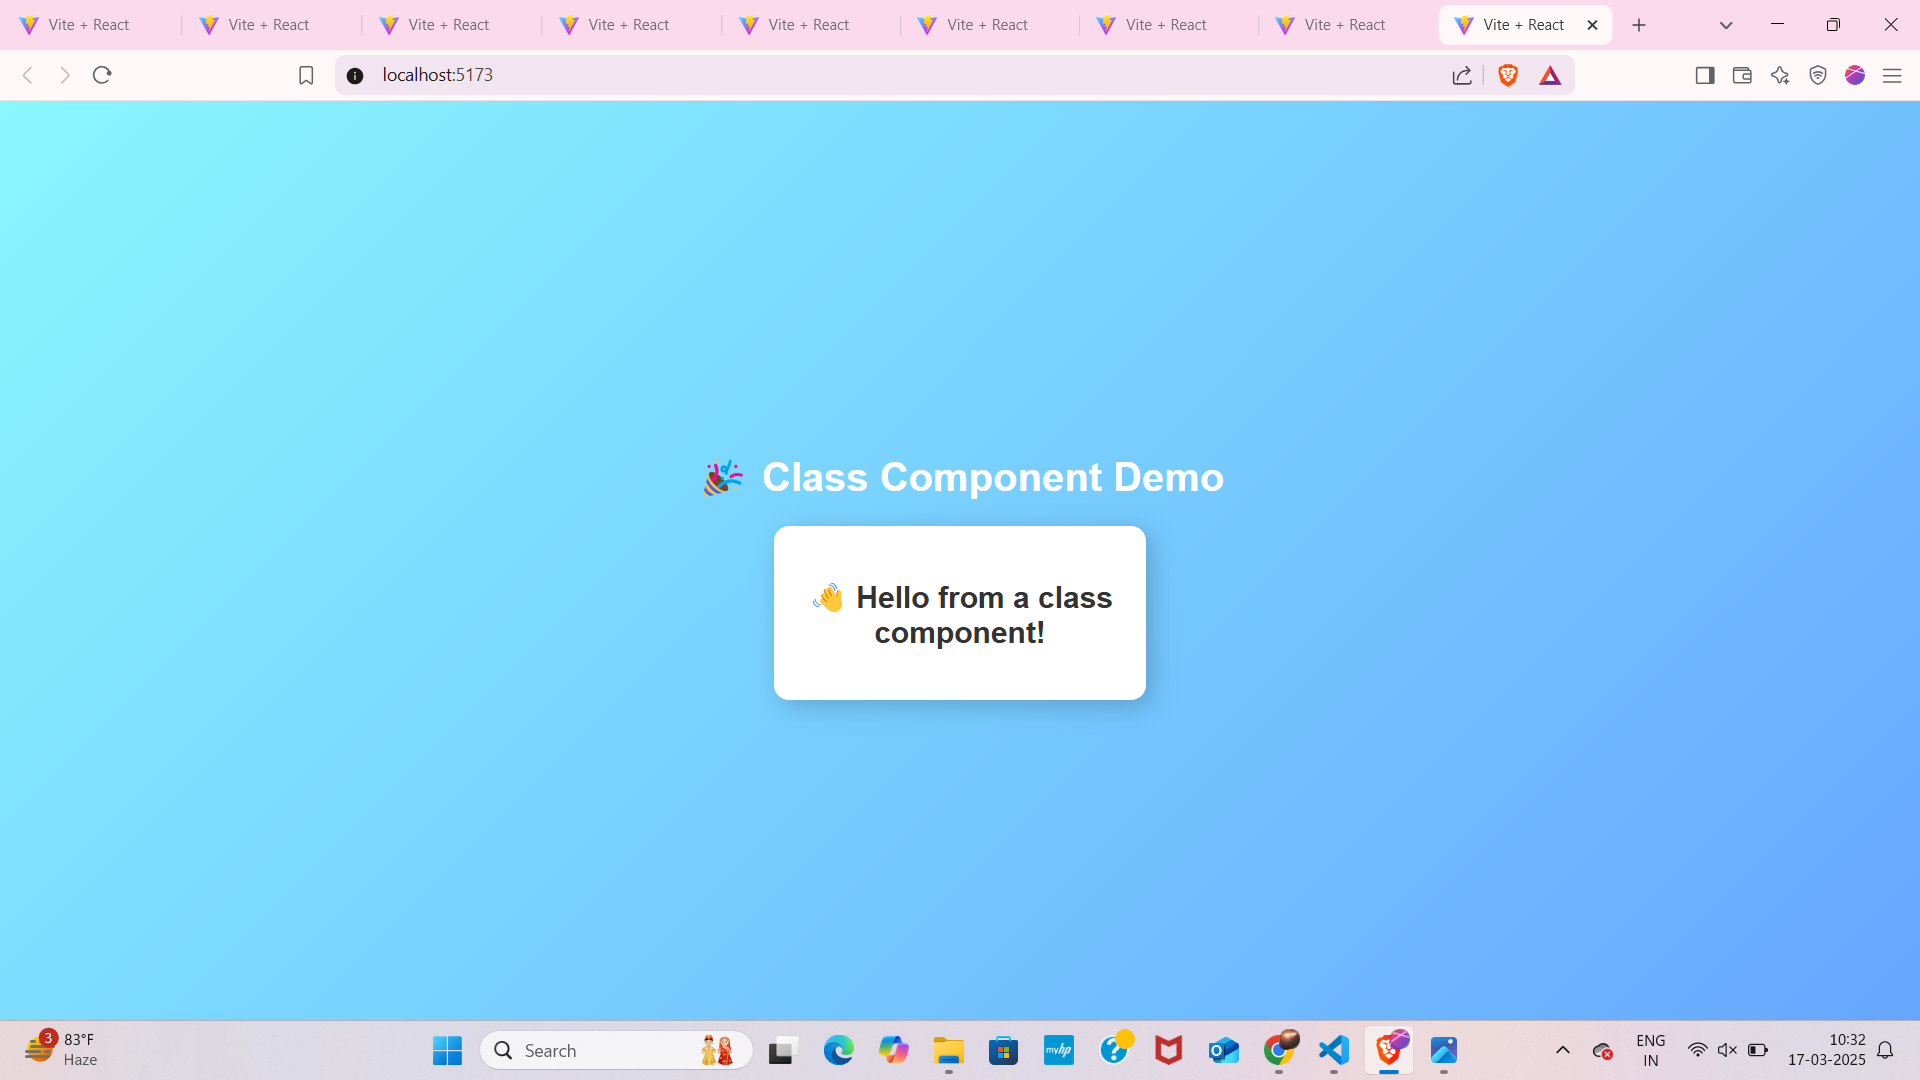 Vite + React
Vite + React
Vite + React
Vite + React
Vite + React
Vite + React
Vite + React
Vite + React
Vite + React
localhost:5173
🎉 Class Component Demo
👋 Hello from a class
component!
3
83°F
Haze
Search
myhp
ENG
IN
10:32
17-03-2025